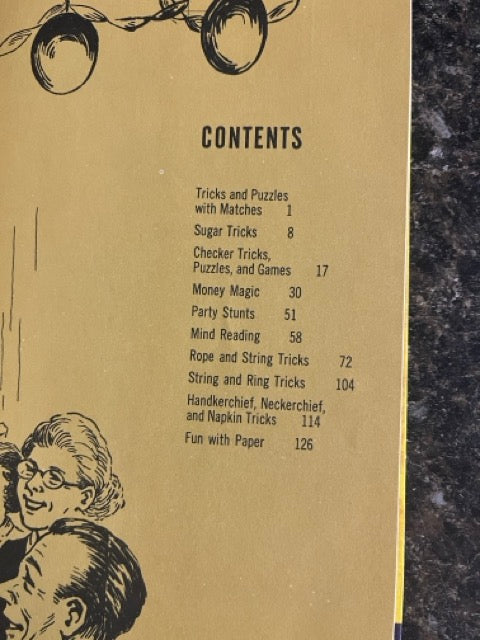 CONTENTS
Tricks and Puzzles
with Matches 1
Sugar Tricks 8
Checker Tricks,
Puzzles, and Games 17
Money Magic 30
Party Stunts 51
Mind Reading 58
Rope and String Tricks 72
String and Ring Tricks 104
Handkerchief, Neckerchief,
and Napkin Tricks 114
Fun with Paper 126